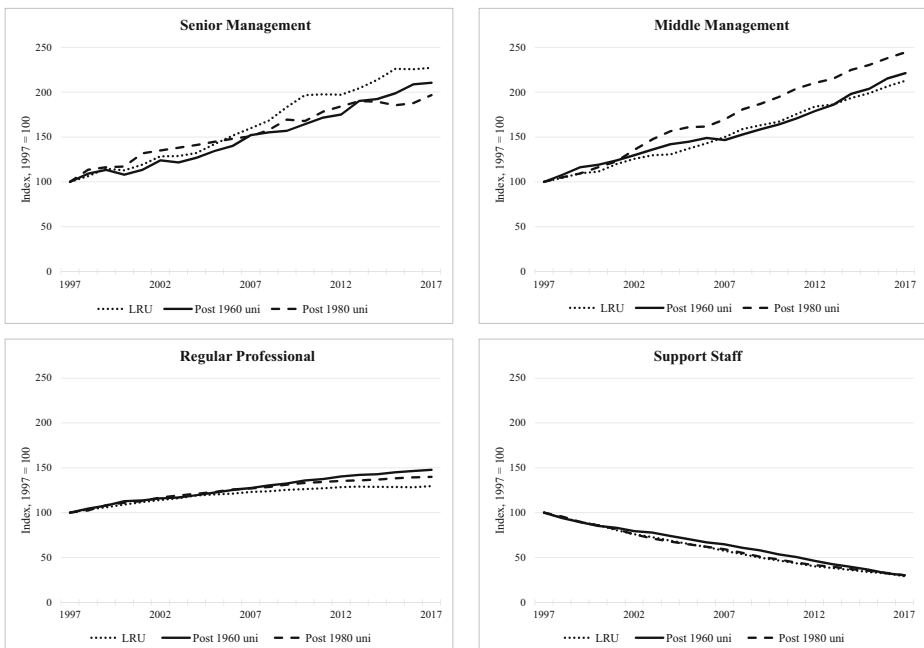 Senior Management
250
200
150
100
50
0
Index, 1997 = 100
1997 2002 2007 2012 2017
LRU Post 1960 uni Post 1980 uni
Middle Management
250
200
150
100
50
0
Index, 1997 = 100
1997 2002 2007 2012 2017
LRU Post 1960 uni Post 1980 uni
Regular Professional
250
200
150
100
50
0
Index, 1997 = 100
1997 2002 2007 2012 2017
LRU Post 1960 uni Post 1980 uni
Support Staff
250
200
150
100
50
0
Index, 1997 = 100
1997 2002 2007 2012 2017
LRU Post 1960 uni Post 1980 uni